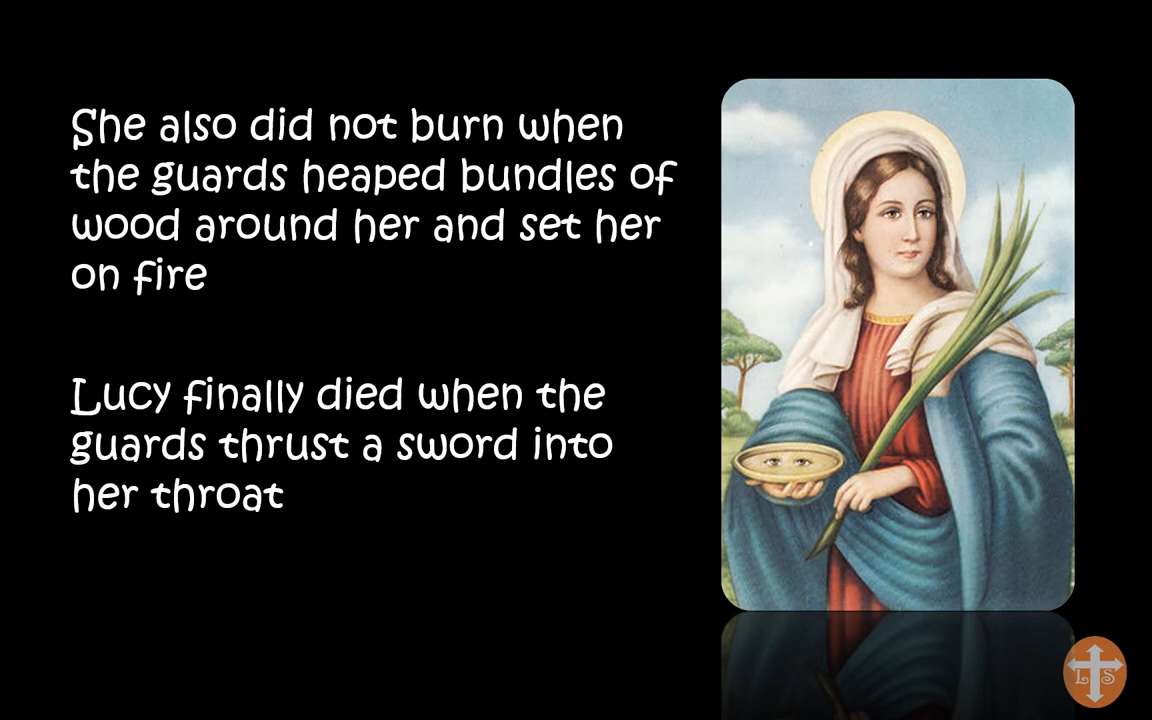 She also did not burn when
the guards heaped bundles of
wood around her and set her
on fire
Lucy finally died when the
guards thrust a sword into
her throat
L S